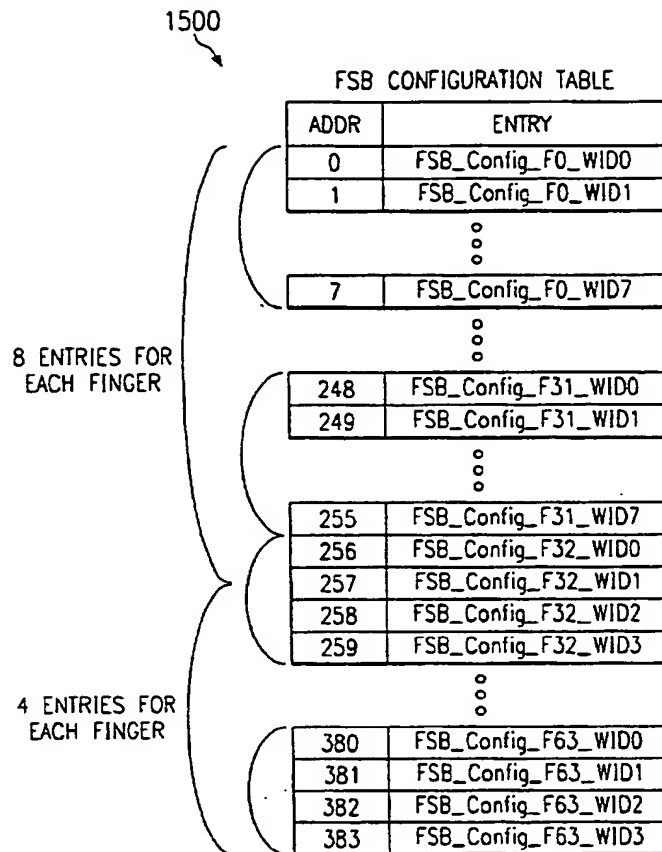 1500
FSB CONFIGURATION TABLE
ADDR ENTRY
0 FSB_Config_F0_WID0
1 FSB_Config_F0_WID1
7 FSB_Config_F0_WID7
8 ENTRIES FOR
EACH FINGER
248 FSB_Config_F31_WID0
249 FSB_Config_F31_WID1
255 FSB_Config_F31_WID7
256 FSB_Config_F32_WID0
257 FSB_Config_F32_WID1
258 FSB_Config_F32_WID2
259 FSB_Config_F32_WID3
4 ENTRIES FOR
EACH FINGER
380 FSB_Config_F63_WID0
381 FSB_Config_F63_WID1
382 FSB_Config_F63_WID2
383 FSB_Config_F63_WID3